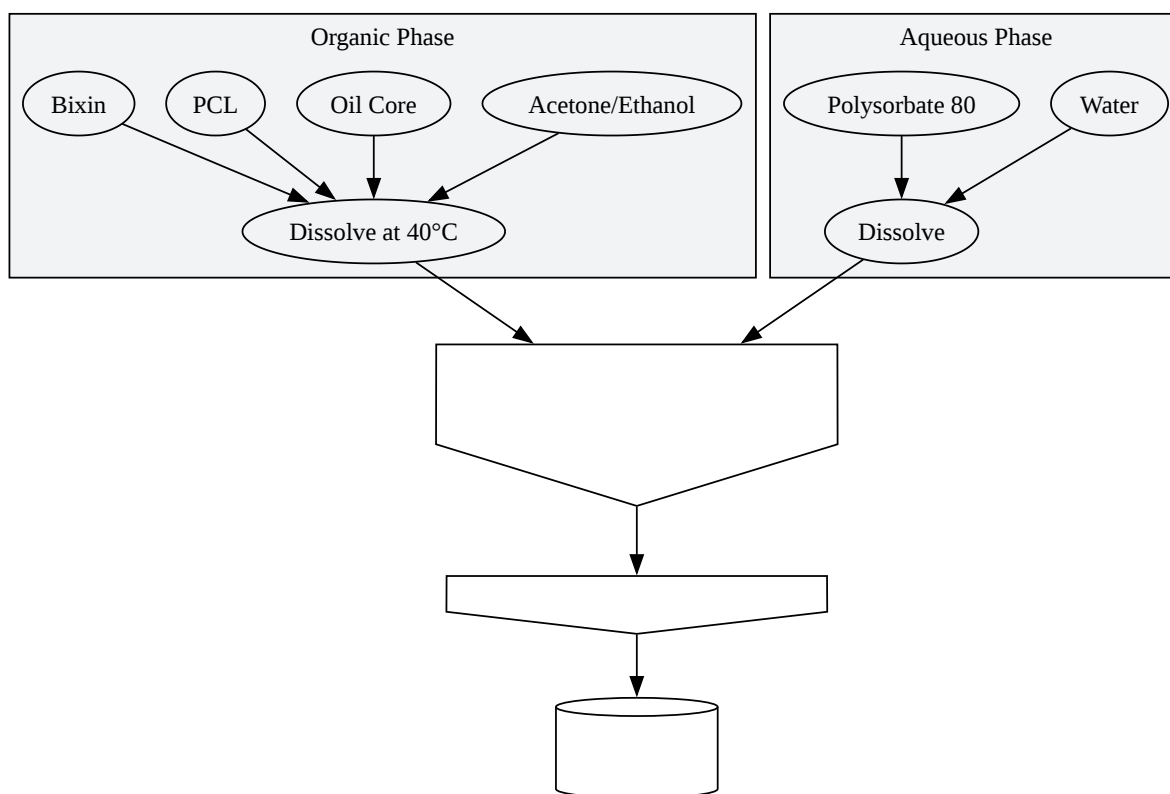 Organic Phase
Aqueous Phase
Bixin
PCL
Oil Core
Acetone/Ethanol
Polysorbate 80
Water
Dissolve at 40°C
Dissolve